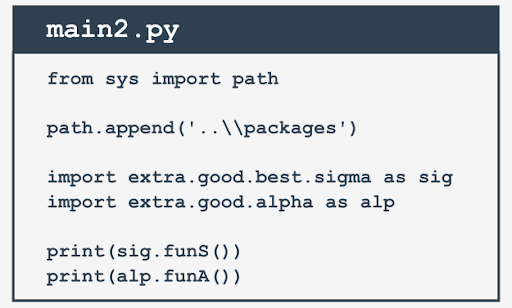 main2.py
from sys import path
path.append('..\\packages')
import extra.good.best.sigma as sig
import extra.good.alpha as alp
print(sig.funS())
print(alp.funA())